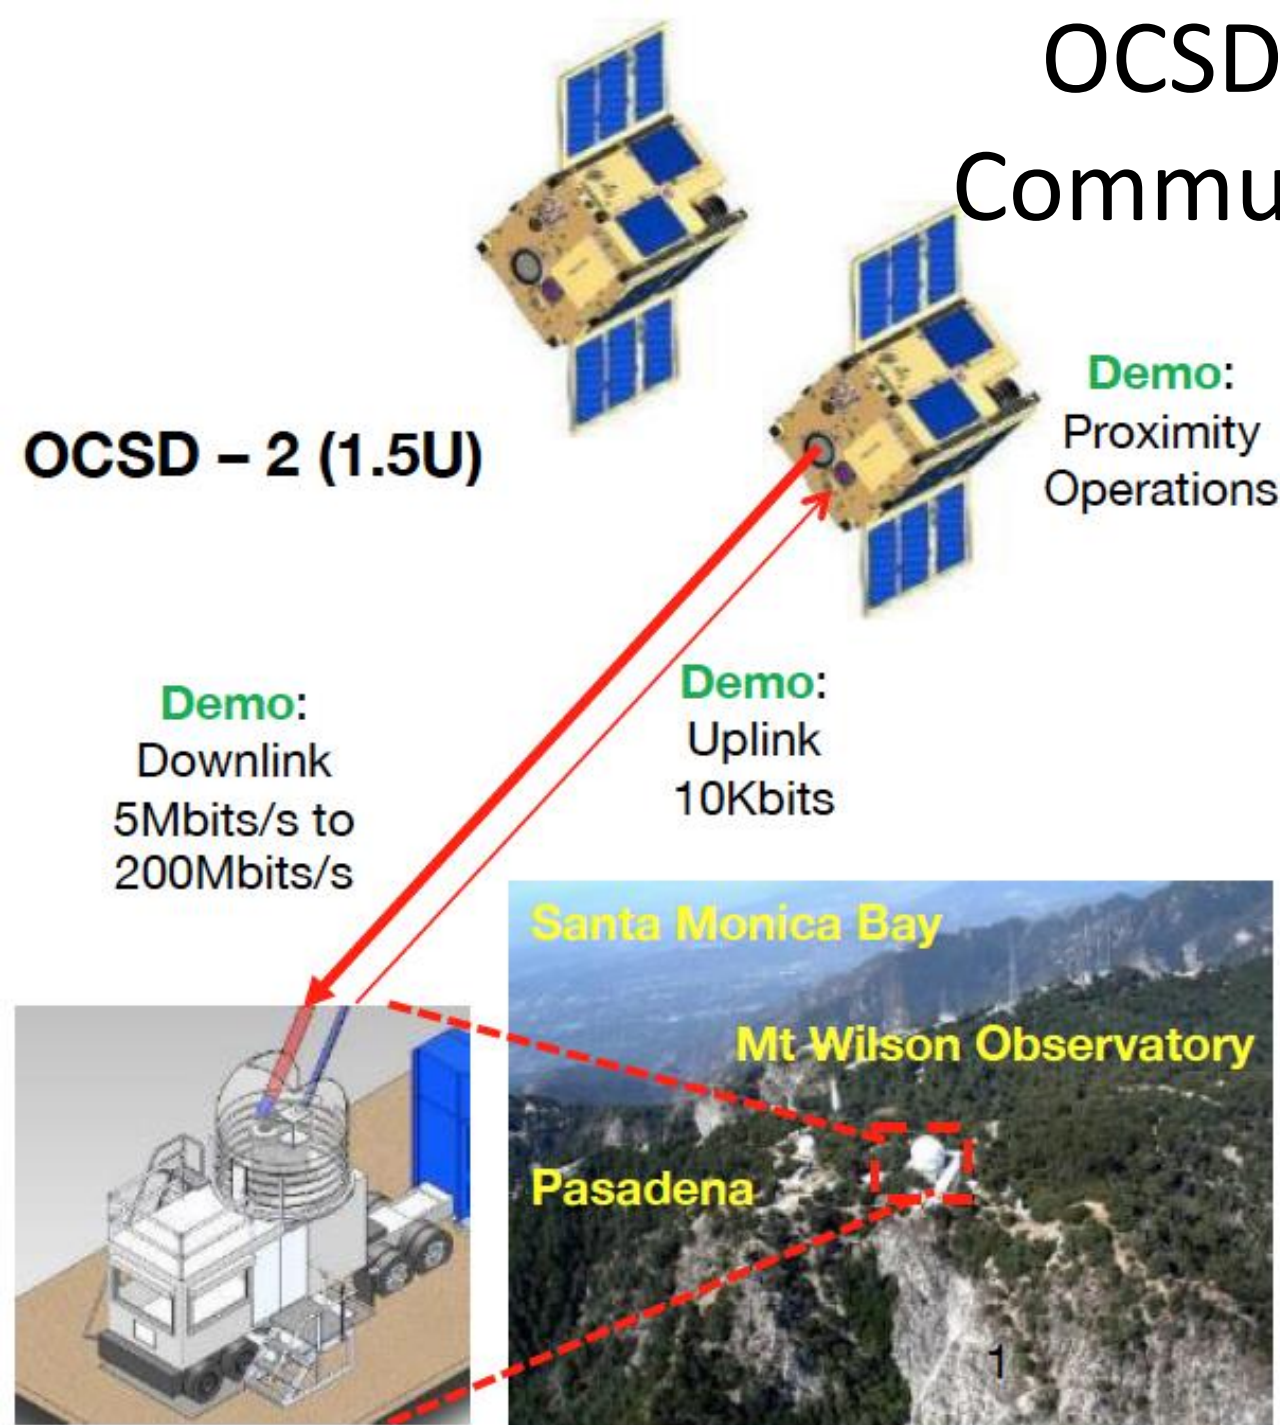 OCSD
Commu
OCSD – 2 (1.5U)
Demo:
Proximity
Operations
Demo:
Downlink
5Mbits/s to
200Mbits/s
Demo:
Uplink
10Kbits
Santa Monica Bay
Mt Wilson Observatory
Pasadena
1